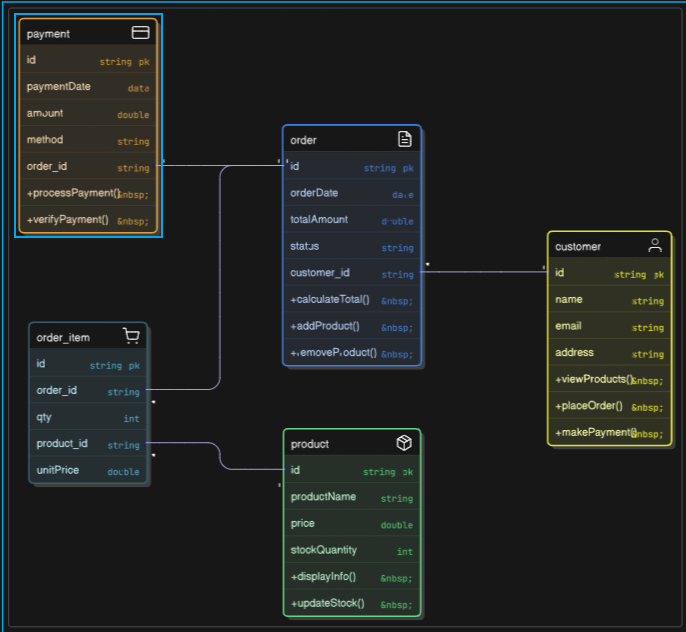 payment
id string pk
paymentDate date
amount double
method string
order_id string
+processPayment() &nbsp;
+verifyPayment() &nbsp;
order
id string pk
orderDate date
totalAmount double
status string
customer_id string
+calculateTotal() &nbsp;
+addProduct() &nbsp;
+removeProduct() &nbsp;
customer
id string pk
name string
email string
address string
+viewProducts() &nbsp;
+placeOrder() &nbsp;
+makePayment() &nbsp;
order_item
id string pk
order_id string
qty int
product_id string
unitPrice double
product
id string pk
productName string
price double
stockQuantity int
+displayInfo() &nbsp;
+updateStock() &nbsp;